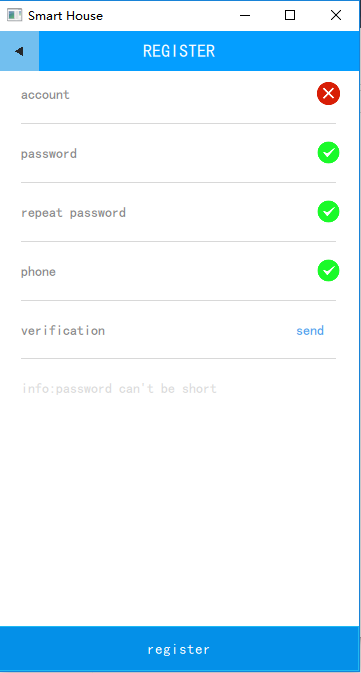 Smart House
REGISTER
account
password
repeat password
phone
verification
send
info:password can't be short
register